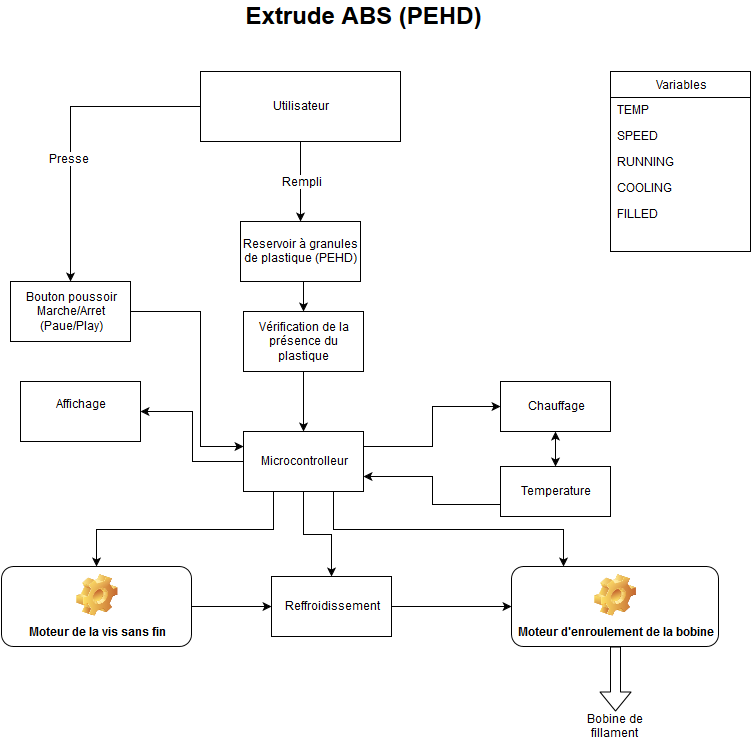 Extrude ABS (PEHD)
Utilisateur
Variables
TEMP
SPEED
RUNNING
COOLING
FILLED
Presse
Rempli
Reservoir à granules
de plastique (PEHD)
Bouton poussoir
Marche/Arret
(Paue/Play)
Vérification de la
présence du
plastique
Affichage
Chauffage
Microcontrolleur
Temperature
Moteur de la vis sans fin
Reffroidissement
Moteur d'enroulement de la bobine
Bobine de
fillament